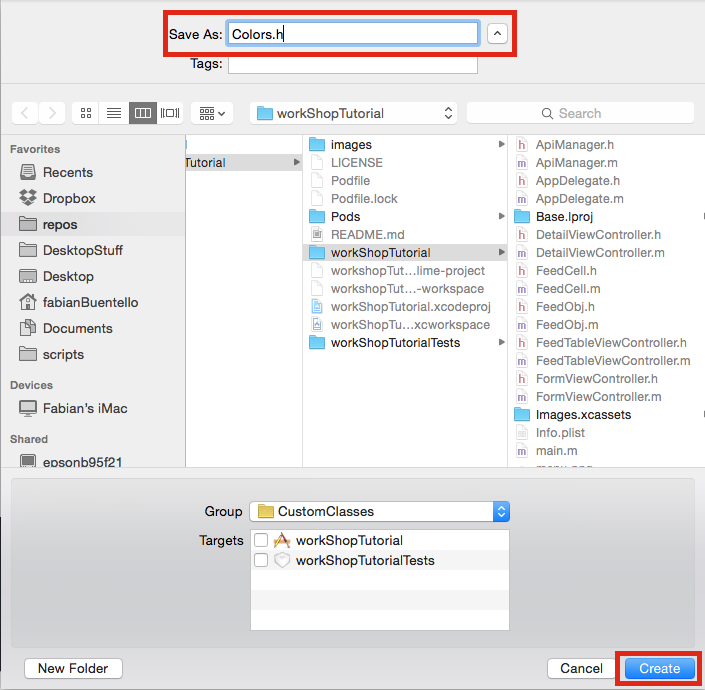 Save As: Colors.h
Tags:
workShopTutorial
Search
Favorites
Recents
Dropbox
repos
DesktopStuff
Desktop
fabianBuentello
Documents
scripts
Devices
Fabian's iMac
Shared
epsonb95f21
Tutorial
images
LICENSE
Podfile
Podfile.lock
Pods
README.md
workShopTutorial
workshopTut...lime-project
workShopTut...-workspace
workShopTutorial.xcodeproj
workShopTu...xcworkspace
workShopTutorialTests
h ApiManager.h
m ApiManager.m
h AppDelegate.h
m AppDelegate.m
Base.lproj
h DetailViewController.h
m DetailViewController.m
h FeedCell.h
m FeedCell.m
h FeedObj.h
m FeedObj.m
h FeedTableViewController.h
m FeedTableViewController.m
h FormViewController.h
m FormViewController.m
Images.xcassets
Info.plist
m main.m
Group CustomClasses
Targets workShopTutorial
workShopTutorialTests
New Folder
Cancel
Create